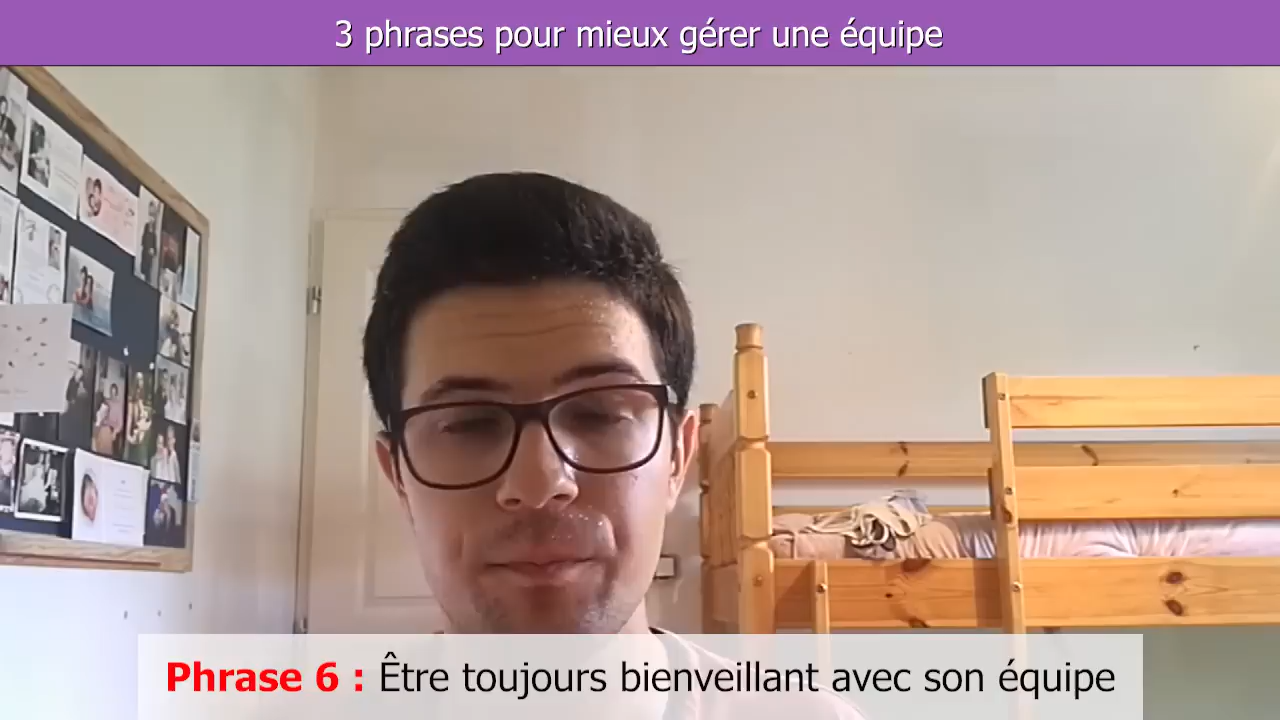 3 phrases pour mieux gérer une équipe
Phrase 6 : Être toujours bienveillant avec son équipe